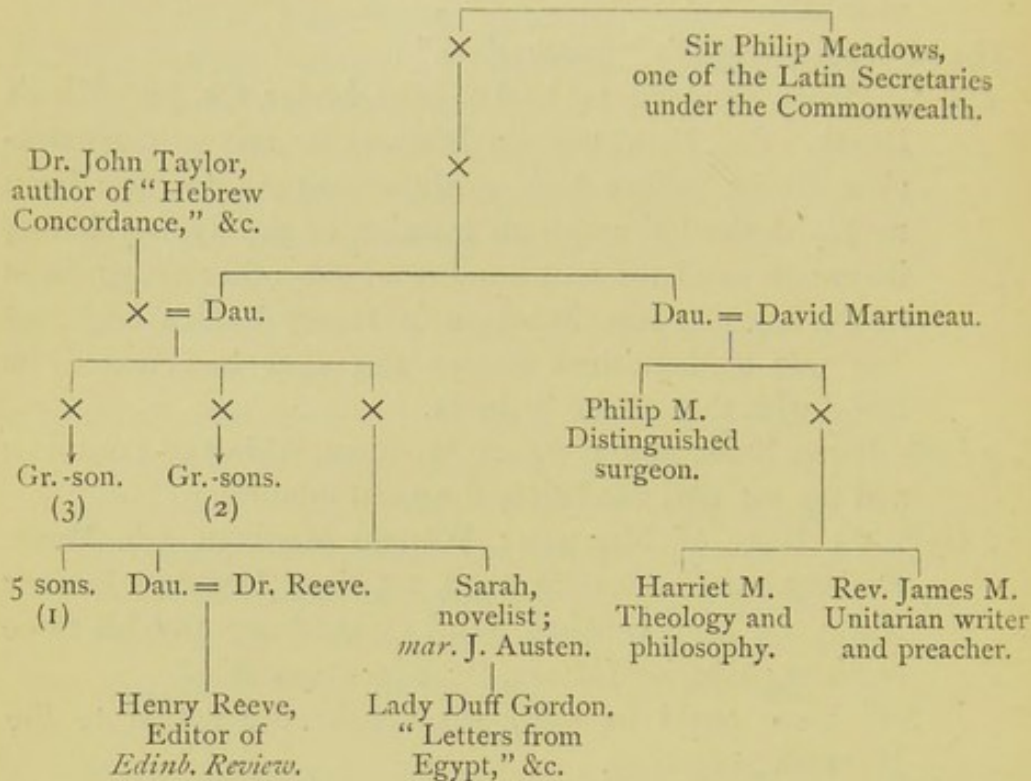 × Sir Philip Meadows,
one of the Latin Secretaries
under the Commonwealth.
Dr. John Taylor,
author of “Hebrew
Concordance,” &c.
×
× = Dau. Dau. = David Martineau.
× × × Philip M. ×
Distinguished
surgeon.
Gr.-son. Gr.-sons.
(3) (2)
5 sons. Dau. = Dr. Reeve. Sarah, Harriet M. Rev. James M.
(1) novelist; Theology and Unitarian writer
mar. J. Austen. philosophy. and preacher.
Henry Reeve, Lady Duff Gordon.
Editor of “ Letters from
Edinb. Review. Egypt,” &c.